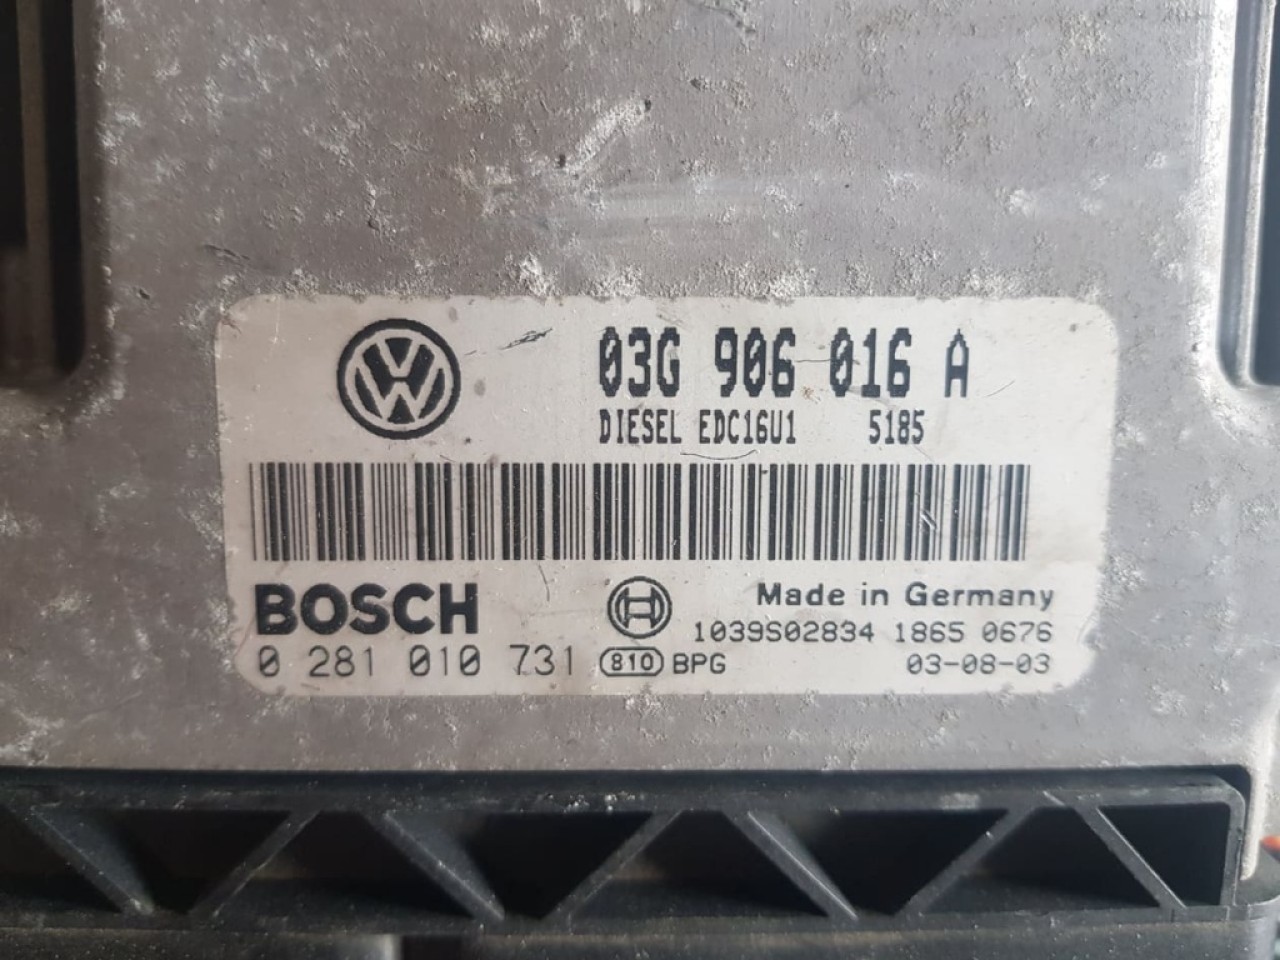 03G 906 016 A
DIESEL EDC16U1 5185
BOSCH
Made in Germany
1039S02834 1865 0676
0 281 010 731 810 BPG 03-08-03